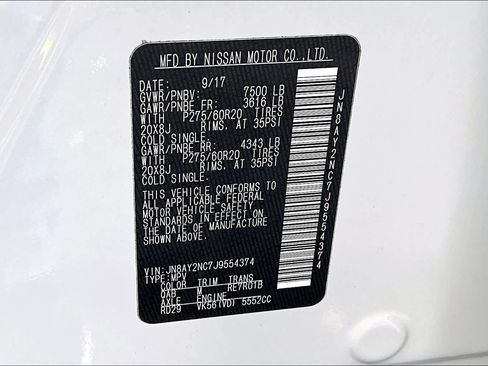 MFD BY NISSAN MOTOR CO.,LTD.
DATE: 9/17
GVWR/PNBV: 7500 LB
GAWR/PNBE FR: 3616 LB
WITH P275/60R20 TIRES
20X8J RIMS, AT 35PSI
COLD SINGLE.
GAWR/PNBE RR: 4343 LB
WITH P275/60R20 TIRES
20X8J RIMS, AT 35PSI
COLD SINGLE.
THIS VEHICLE CONFORMS TO
ALL APPLICABLE FEDERAL
MOTOR VEHICLE SAFETY
STANDARDS IN EFFECT ON
THE DATE OF MANUFACTURE
SHOWN ABOVE.
VIN: JN8AY2NC7J9554374
TYPE: MPV
COLOR TRIM TRANS
QAB M RE7R01B
AXLE ENGINE
RD29 VK56(VD) 5552CC
JN8AY2NC7J9554374